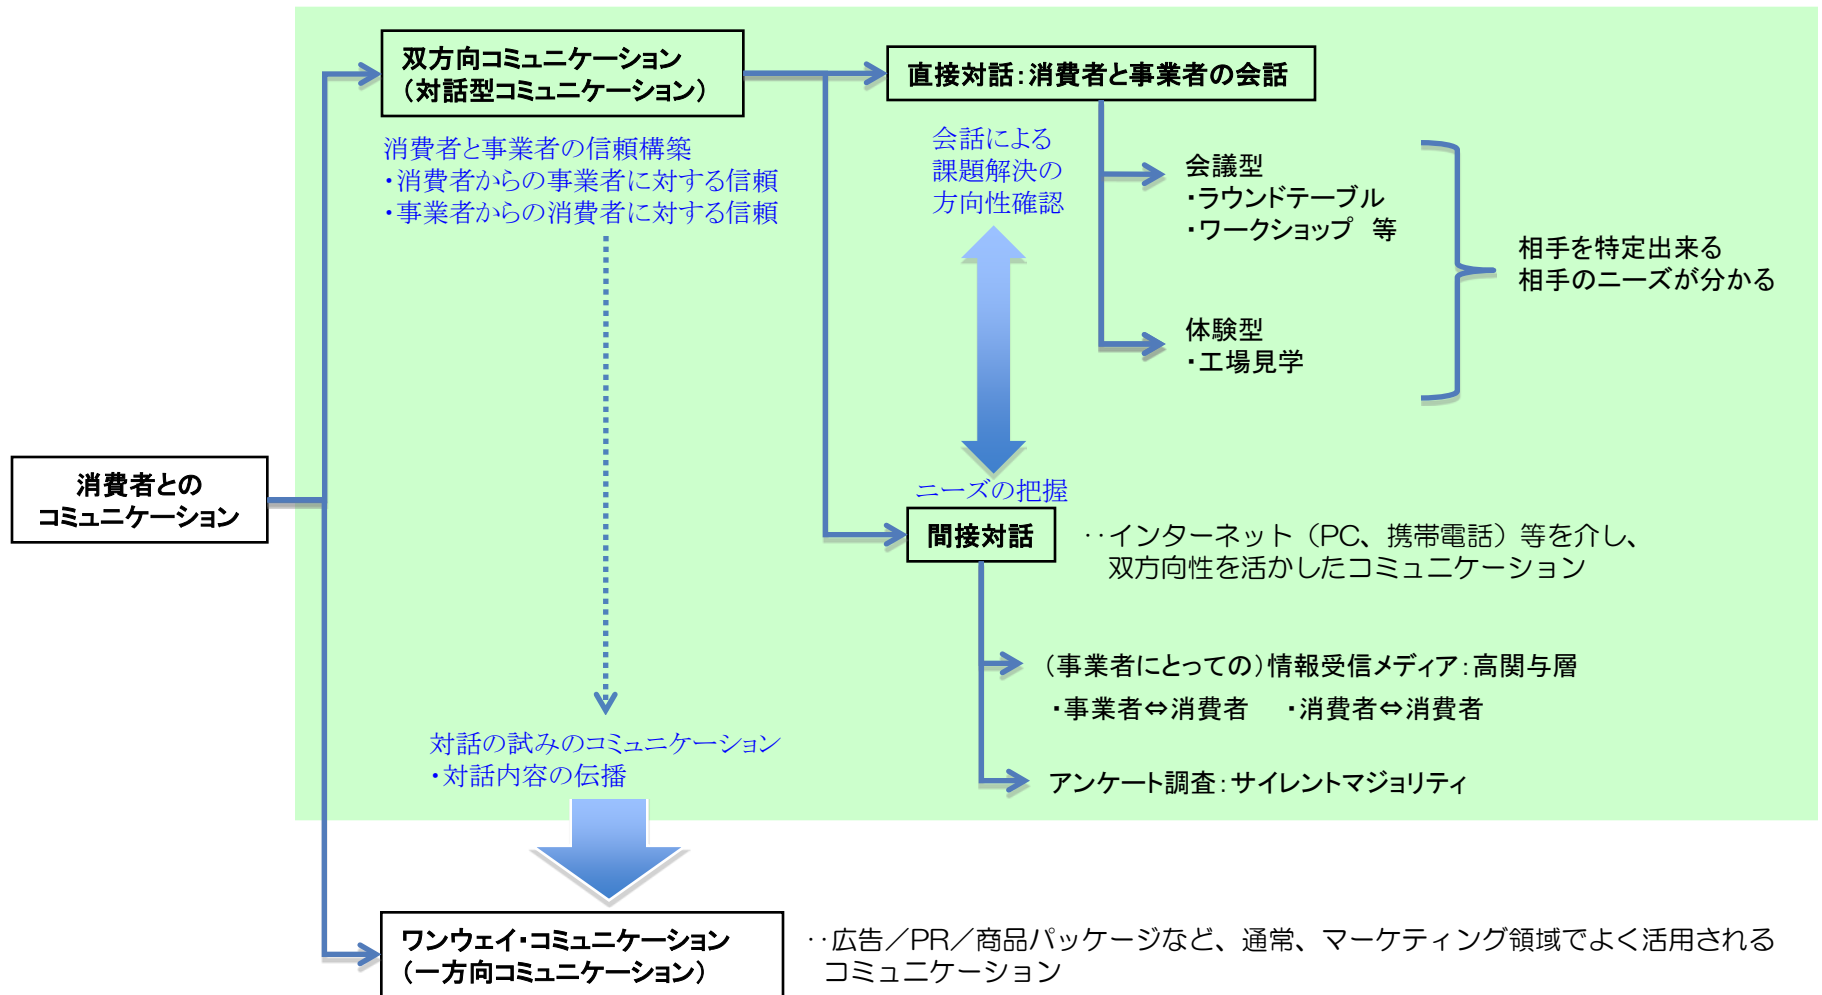 双方向コミュニケーション
（対話型コミュニケーション）
直接対話：消費者と事業者の会話
消費者と事業者の信頼構築
・消費者からの事業者に対する信頼
・事業者からの消費者に対する信頼
会話による
課題解決の
方向性確認
会議型
・ラウンドテーブル
・ワークショップ　等
相手を特定出来る
相手のニーズが分かる
体験型
・工場見学
消費者との
コミュニケーション
ニーズの把握
間接対話
‥インターネット（PC、携帯電話）等を介し、
双方向性を活かしたコミュニケーション
（事業者にとっての）情報受信メディア：高関与層
・事業者⇔消費者　・消費者⇔消費者
対話の試みのコミュニケーション
・対話内容の伝播
アンケート調査：サイレントマジョリティ
ワンウェイ・コミュニケーション
（一方向コミュニケーション）
‥広告／PR／商品パッケージなど、通常、マーケティング領域でよく活用される
コミュニケーション